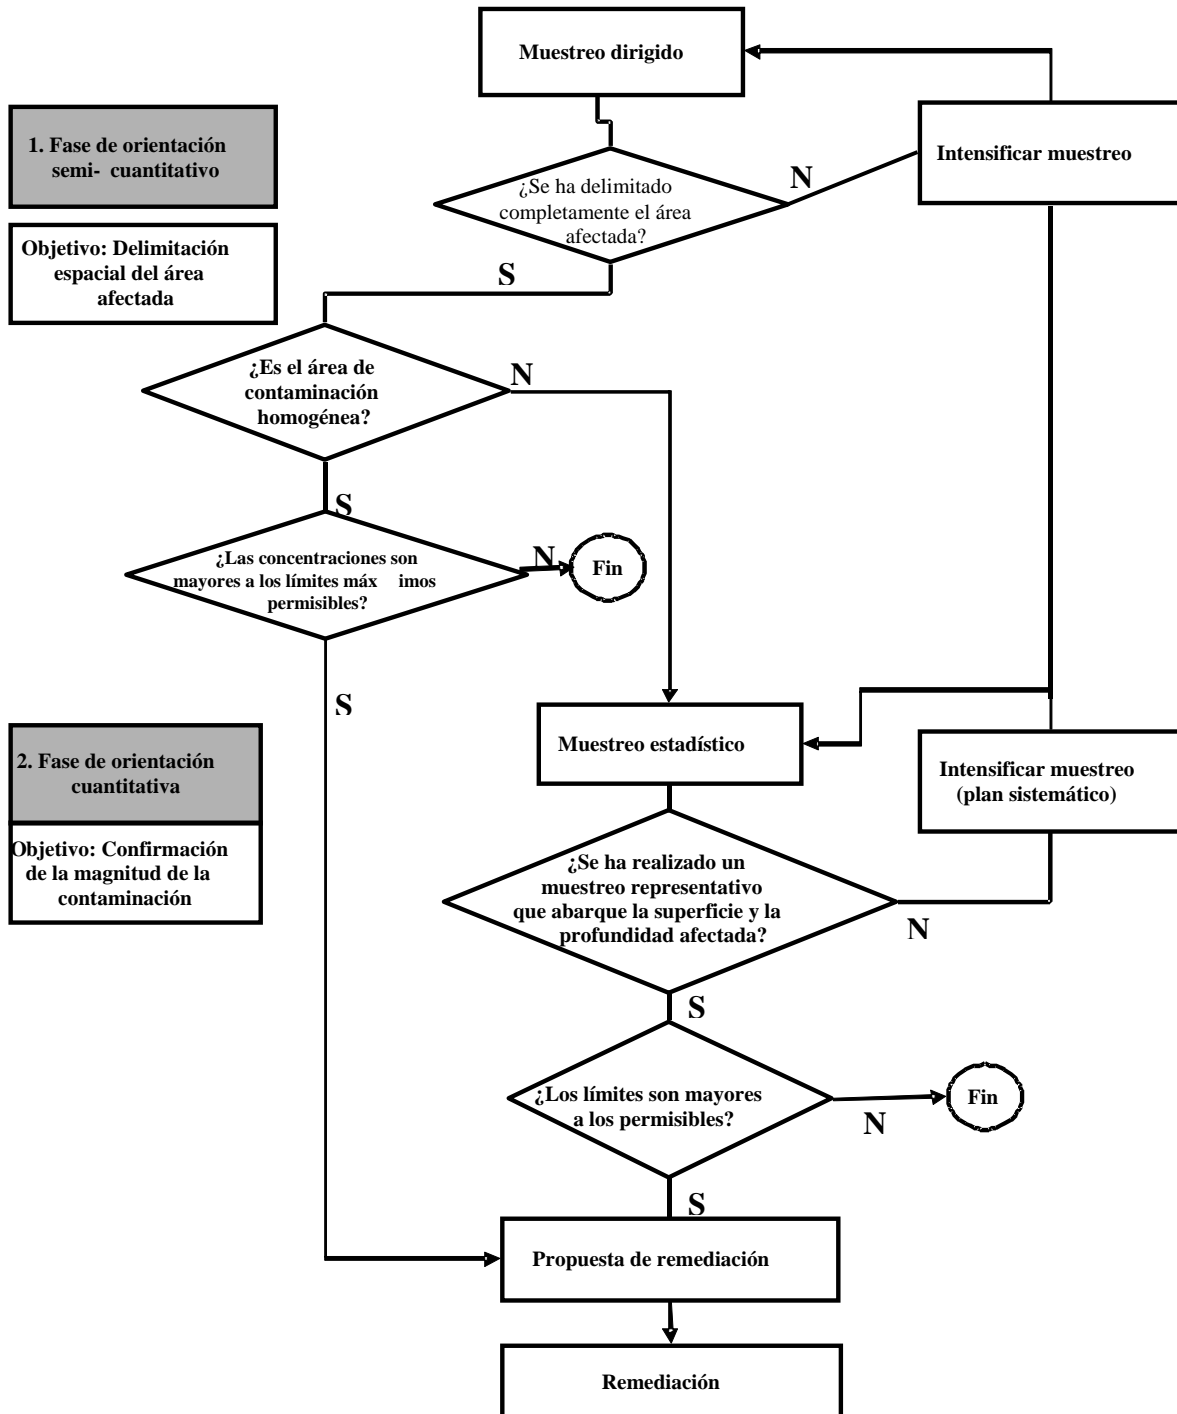 Muestreo dirigido
1. Fase de orientación
semi- cuantitativo
Intensificar muestreo
N
¿Se ha delimitado
completamente el área
afectada?
Objetivo: Delimitación
espacial del área
afectada
S
¿Es el área de
contaminación
homogénea?
N
S
¿Las concentraciones son
mayores a los límites máx imos
permisibles?
N
Fin
S
Muestreo estadístico
2. Fase de orientación
cuantitativa
Intensificar muestreo
(plan sistemático)
Objetivo: Confirmación
de la magnitud de la
contaminación
¿Se ha realizado un
muestreo representativo
que abarque la superficie y la
profundidad afectada?
N
S
¿Los límites son mayores
a los permisibles?
N
Fin
S
Propuesta de remediación
Remediación